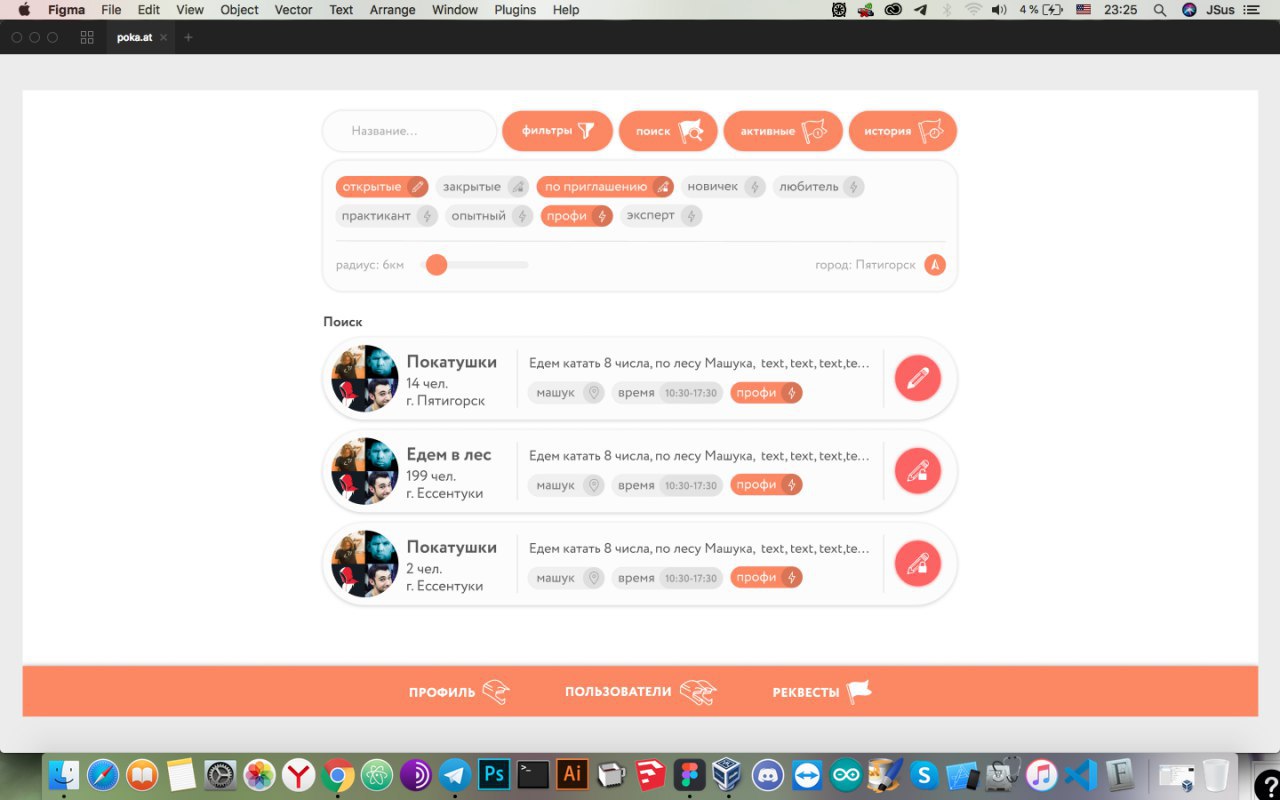 Figma File Edit View Object Vector Text Arrange Window Plugins Help 4 % 23:25 JSus
poka.at
Название...
фильтры
поиск
активные
история
открытые закрытые по приглашению новичек любитель
практикант опытный профи эксперт
радиус: 6км город: Пятигорск
Поиск
Покатушки
14 чел.
г. Пятигорск
Едем катать 8 числа, по лесу Машука, text, text, text,te...
машук время 10:30-17:30 профи
Едем в лес
199 чел.
г. Ессентуки
Едем катать 8 числа, по лесу Машука, text, text, text,te...
машук время 10:30-17:30 профи
Покатушки
2 чел.
г. Ессентуки
Едем катать 8 числа, по лесу Машука, text, text, text,te...
машук время 10:30-17:30 профи
ПРОФИЛЬ ПОЛЬЗОВАТЕЛИ РЕКВЕСТЫ
Ps
Ai